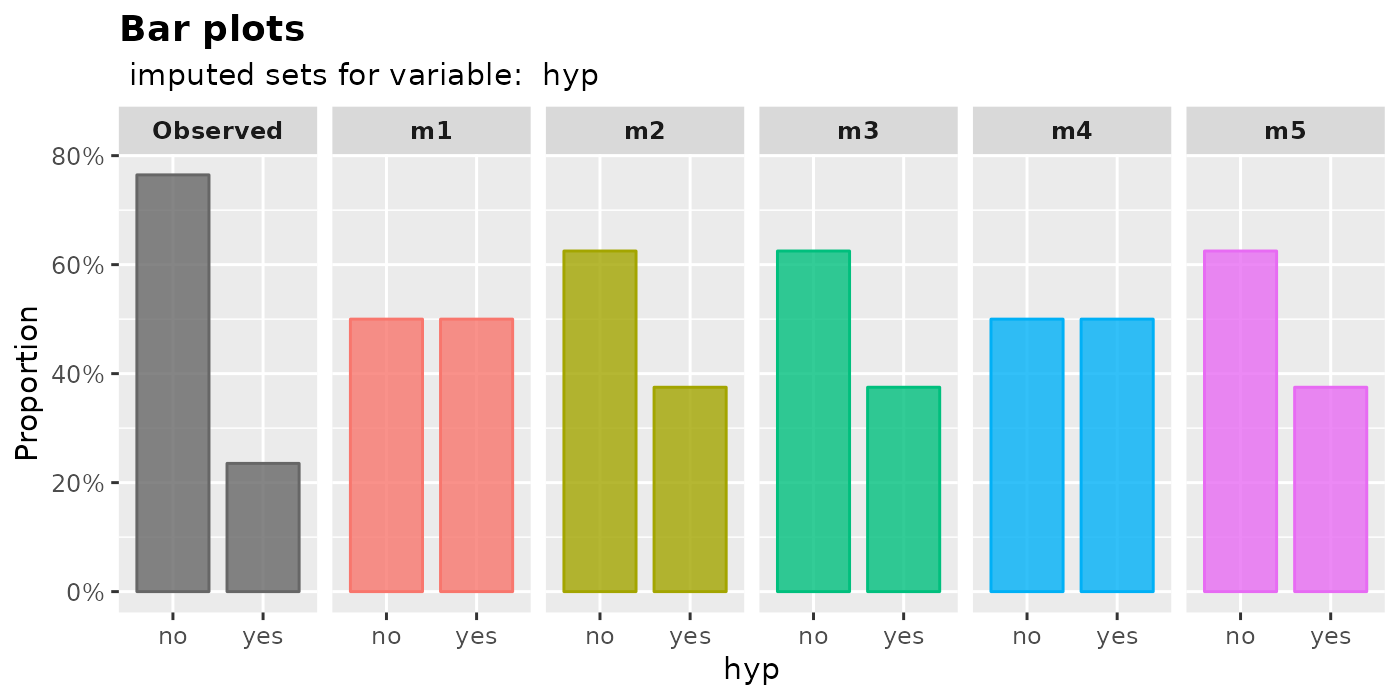 Bar plots
imputed sets for variable:  hyp
Observed m1 m2 m3 m4 m5
80%
60%
40%
20%
0%
Proportion
no yes no yes no yes no yes no yes no yes
hyp